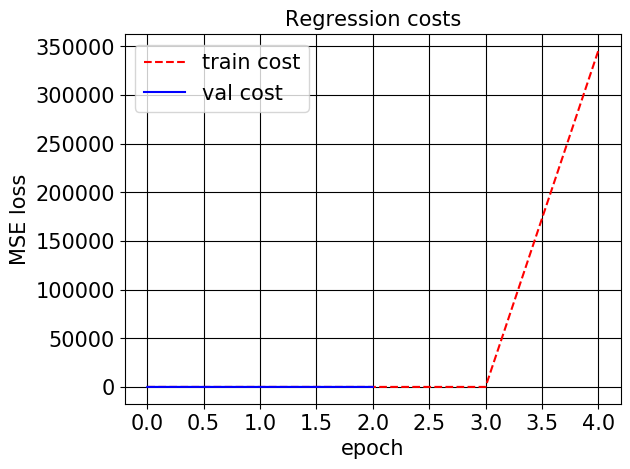 Regression costs
train cost
val cost
MSE loss
350000
300000
250000
200000
150000
100000
50000
0
0.0 0.5 1.0 1.5 2.0 2.5 3.0 3.5 4.0
epoch